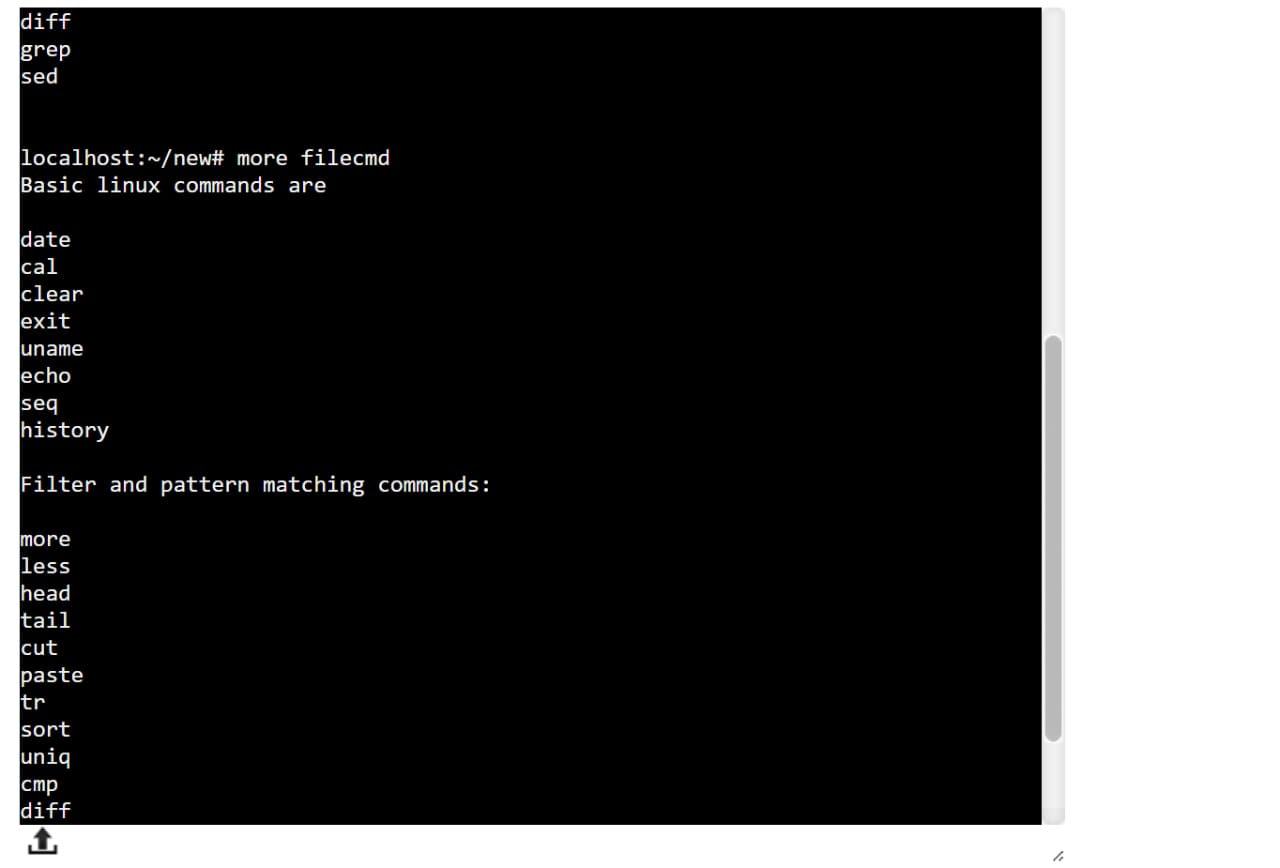 diff
grep
sed
localhost:~/new# more filecmd
Basic linux commands are
date
cal
clear
exit
uname
echo
seq
history
Filter and pattern matching commands:
more
less
head
tail
cut
paste
tr
sort
uniq
cmp
diff